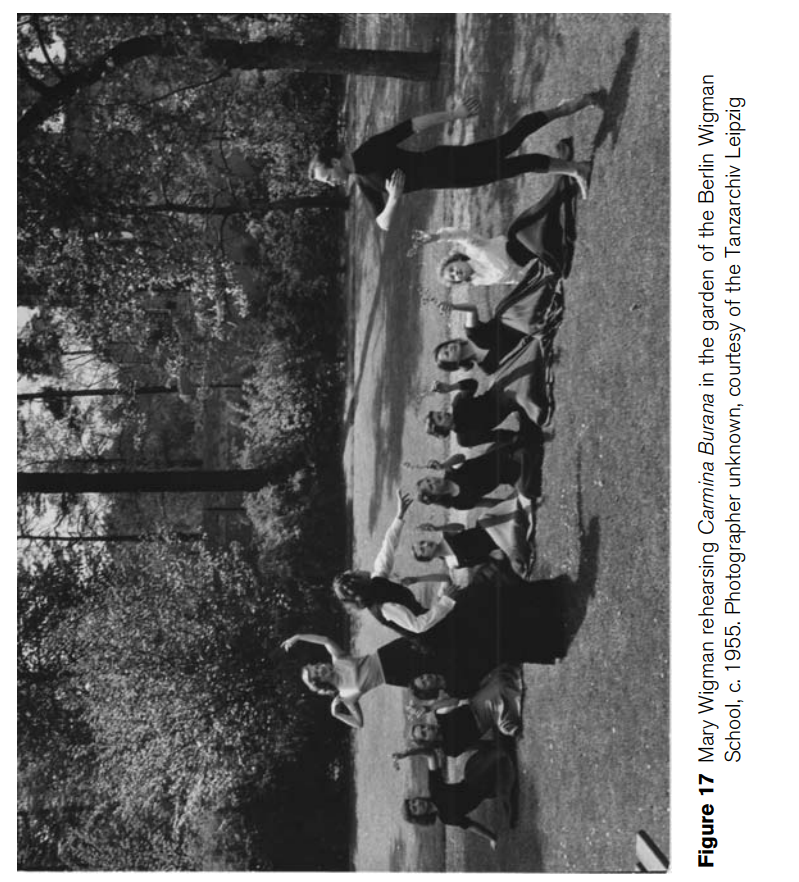 Figure 17 Mary Wigman rehearsing Carmina Burana in the garden of the Berlin Wigman
School, c. 1955. Photographer unknown, courtesy of the Tanzarchiv Leipzig